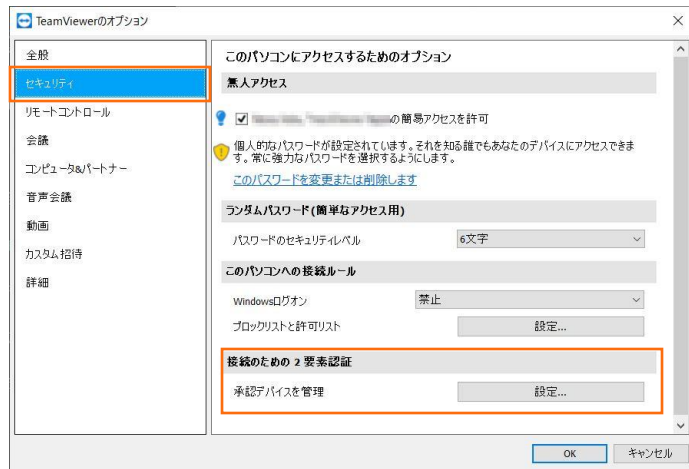 TeamViewerのオプション
全般
セキュリティ
リモートコントロール
会議
コンピュータ&パートナー
音声会議
動画
カスタム招待
詳細
このパソコンにアクセスするためのオプション
無人アクセス
の簡易アクセスを許可
個人的なパスワードが設定されています。それを知る誰でもあなたのデバイスにアクセスできま
す。常に強力なパスワードを選択するようにします。
このパスワードを変更または削除します
ランダムパスワード(簡単なアクセス用)
パスワードのセキュリティレベル 6文字
このパソコンへの接続ルール
Windowsログオン 禁止
ブロックリストと許可リスト 設定...
接続のための 2 要素認証
承認デバイスを管理 設定...
OK キャンセル